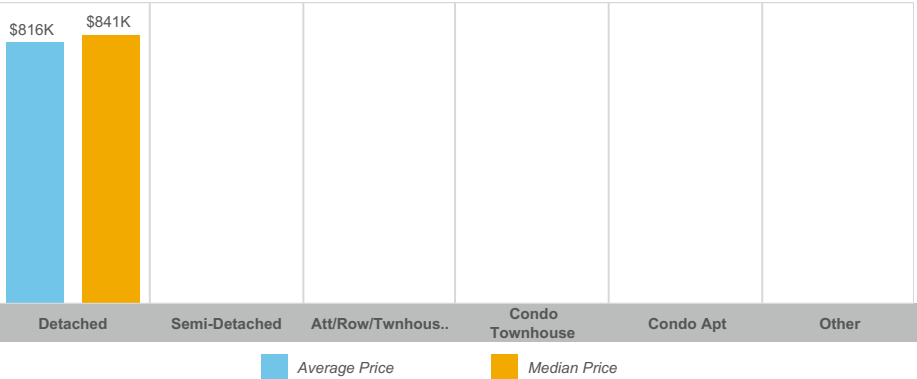 $816K
$841K
Detached
Semi-Detached
Att/Row/Twnhous..
Condo
Townhouse
Condo Apt
Other
Average Price
Median Price